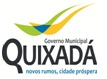 Governo Municipal
QUIXADÁ
novos rumos, cidade próspera